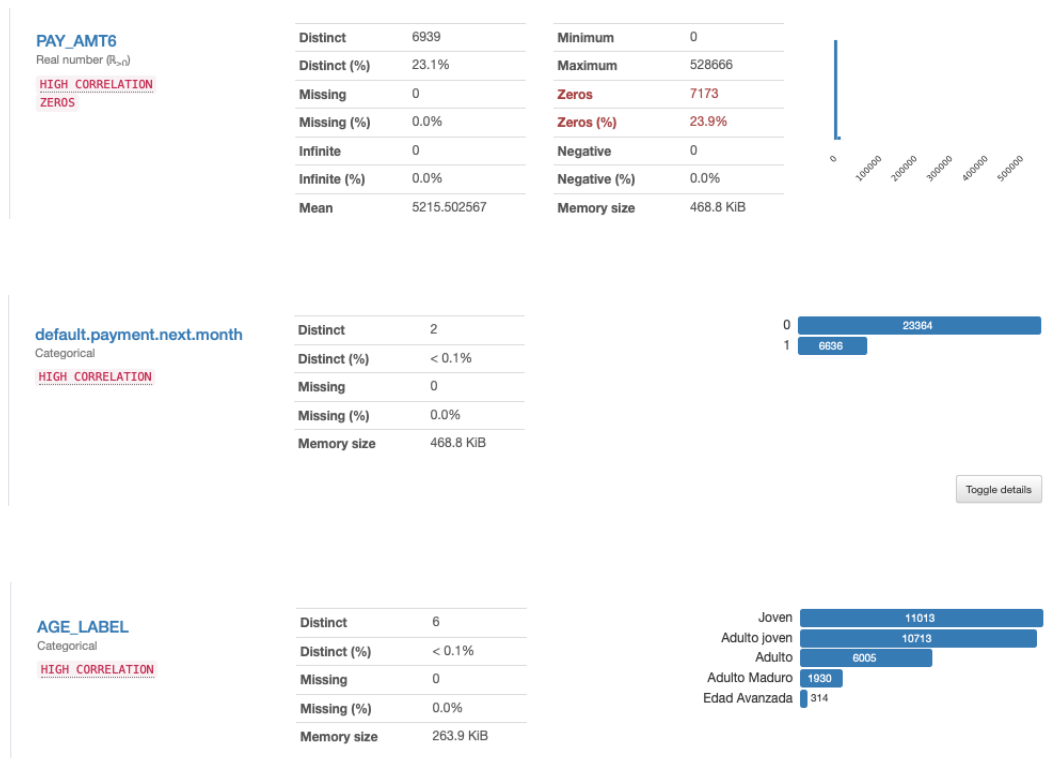 PAY_AMT6
Real number (ℝ≥0)
HIGH CORRELATION
ZEROS
Distinct 6939
Distinct (%) 23.1%
Missing 0
Missing (%) 0.0%
Infinite 0
Infinite (%) 0.0%
Mean 5215.502567
Minimum 0
Maximum 528666
Zeros 7173
Zeros (%) 23.9%
Negative 0
Negative (%) 0.0%
Memory size 468.8 KiB
0 100000 200000 300000 400000 500000
default.payment.next.month
Categorical
HIGH CORRELATION
Distinct 2
Distinct (%) < 0.1%
Missing 0
Missing (%) 0.0%
Memory size 468.8 KiB
0 23364
1 6636
Toggle details
AGE_LABEL
Categorical
HIGH CORRELATION
Distinct 6
Distinct (%) < 0.1%
Missing 0
Missing (%) 0.0%
Memory size 263.9 KiB
Joven 11013
Adulto joven 10713
Adulto 6005
Adulto Maduro 1930
Edad Avanzada 314